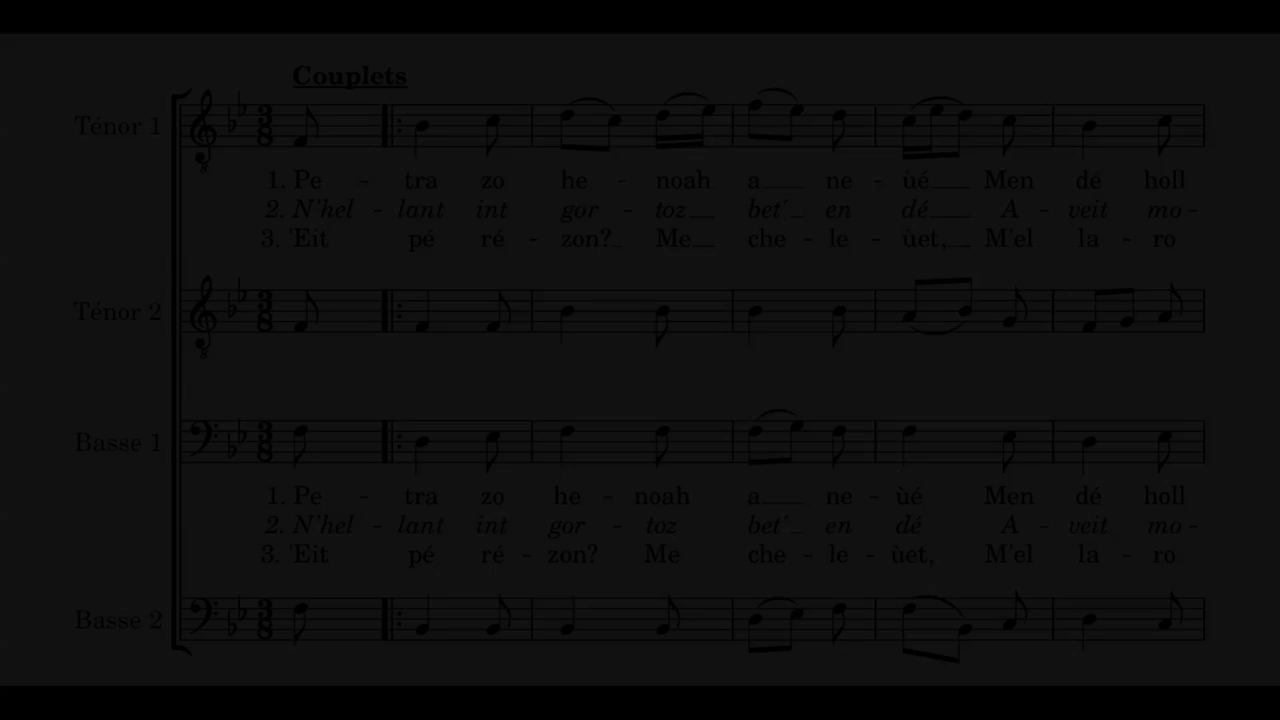 Couplets
Ténor 1
1. Pe - tra zo he - noah a ne - ùé Men dé holl
2. N'hel - lant int gor - toz bet' en dé A - veit mo -
3. 'Eit pé ré - zon? Me che - le - ùet, M'el la - ro
Ténor 2
Basse 1
1. Pe - tra zo he - noah a ne - ùé Men dé holl
2. N'hel - lant int gor - toz bet' en dé A - veit mo -
3. 'Eit pé ré - zon? Me che - le - ùet, M'el la - ro
Basse 2